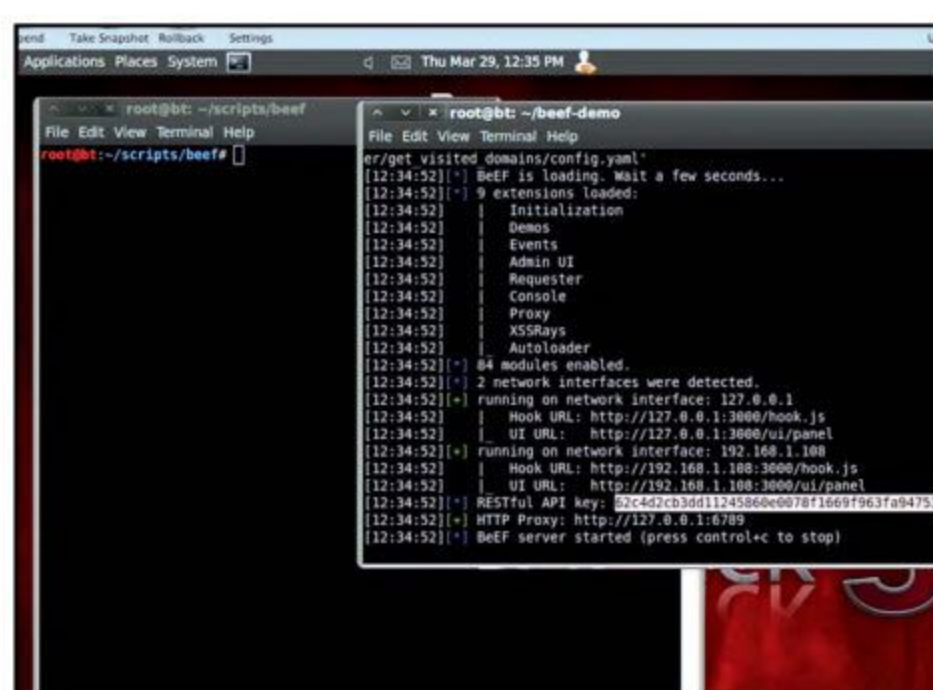 Take Snapshot Rollback Settings
Applications Places System Thu Mar 29, 12:35 PM
root@bt: ~/scripts/beef
File Edit View Terminal Help
root@bt:~/scripts/beef#
root@bt: ~/beef-demo
File Edit View Terminal Help
er/get_visited_domains/config.yaml'
[12:34:52][*] BeEF is loading. Wait a few seconds...
[12:34:52][*] 9 extensions loaded:
[12:34:52] | Initialization
[12:34:52] | Demos
[12:34:52] | Events
[12:34:52] | Admin UI
[12:34:52] | Requester
[12:34:52] | Console
[12:34:52] | Proxy
[12:34:52] | XSSRays
[12:34:52] |_ Autoloader
[12:34:52][*] 84 modules enabled.
[12:34:52][*] 2 network interfaces were detected.
[12:34:52][+] running on network interface: 127.0.0.1
[12:34:52] | Hook URL: http://127.0.0.1:3000/hook.js
[12:34:52] |_ UI URL: http://127.0.0.1:3000/ui/panel
[12:34:52][+] running on network interface: 192.168.1.108
[12:34:52] | Hook URL: http://192.168.1.108:3000/hook.js
[12:34:52] |_ UI URL: http://192.168.1.108:3000/ui/panel
[12:34:52][*] RESTful API key: 62c4d2cb3dd11245860e0078f1669f963fa9475
[12:34:52][+] HTTP Proxy: http://127.0.0.1:6789
[12:34:52][*] BeEF server started (press control+c to stop)